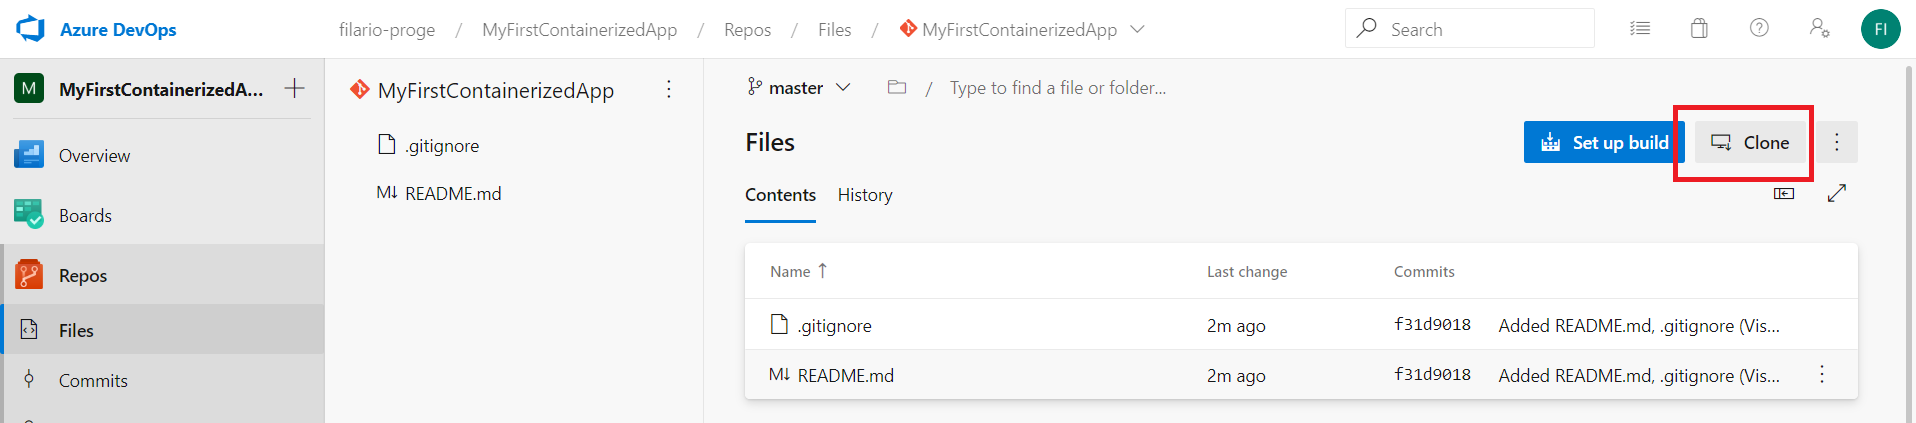 Azure DevOps
filario-proge / MyFirstContainerizedApp / Repos / Files / MyFirstContainerizedApp
Search
FI
M MyFirstContainerizedA...
Overview
Boards
Repos
Files
Commits
MyFirstContainerizedApp
.gitignore
M↓ README.md
master
/ Type to find a file or folder...
Files
Set up build
Clone
Contents History
Name ↑ Last change Commits
.gitignore 2m ago f31d9018 Added README.md, .gitignore (Vis...
M↓ README.md 2m ago f31d9018 Added README.md, .gitignore (Vis...